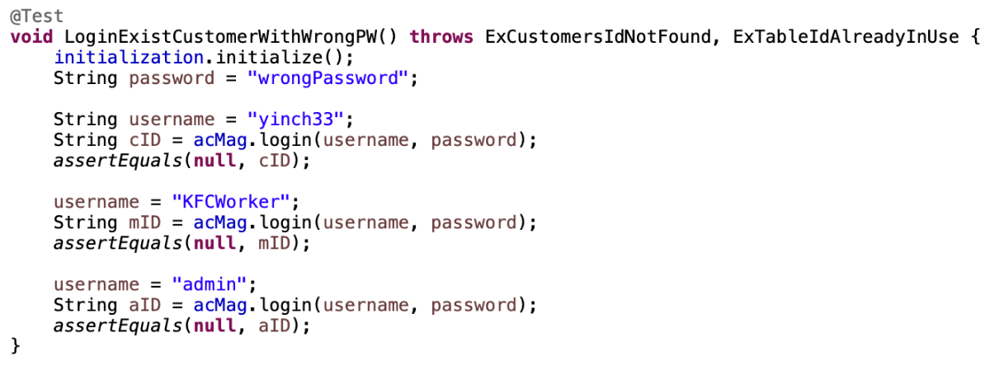 @Test
void LoginExistCustomerWithWrongPW() throws ExCustomersIdNotFound, ExTableIdAlreadyInUse {
    initialization.initialize();
    String password = "wrongPassword";

    String username = "yinch33";
    String cID = acMag.login(username, password);
    assertEquals(null, cID);

    username = "KFCWorker";
    String mID = acMag.login(username, password);
    assertEquals(null, mID);

    username = "admin";
    String aID = acMag.login(username, password);
    assertEquals(null, aID);
}